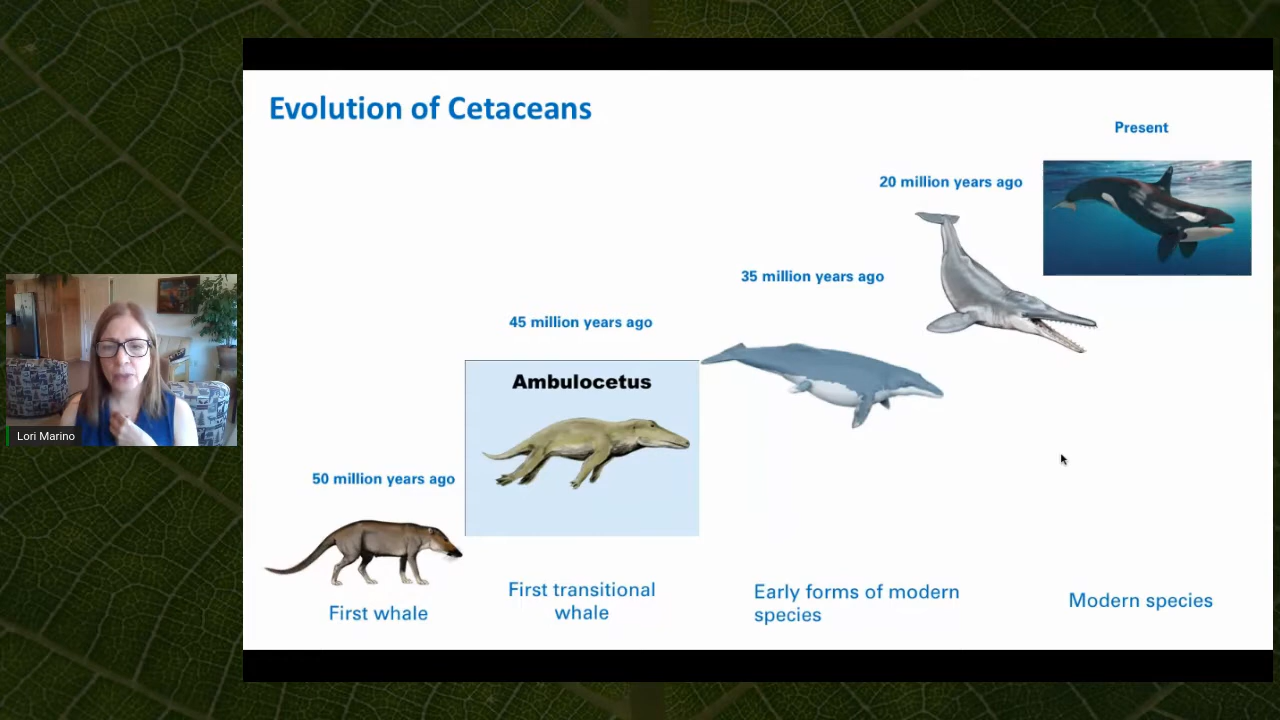 Evolution of Cetaceans
Present
20 million years ago
35 million years ago
45 million years ago
Ambulocetus
50 million years ago
First whale
First transitional
whale
Early forms of modern
species
Modern species
Lori Marino